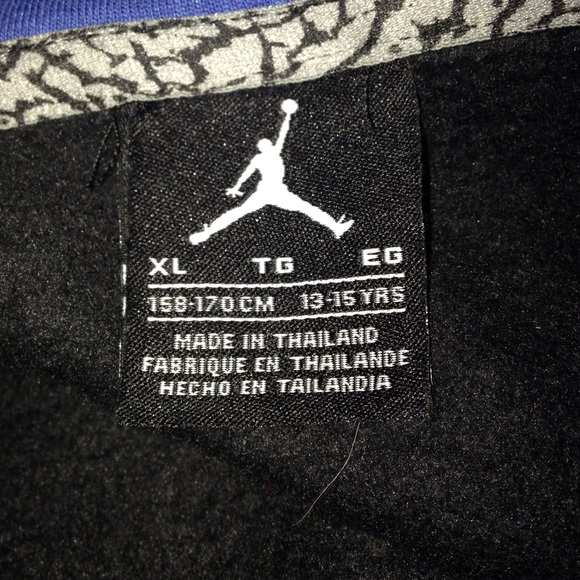 XL TG EG
158-170 CM 13-15 YRS
MADE IN THAILAND
FABRIQUE EN THAILANDE
HECHO EN TAILANDIA